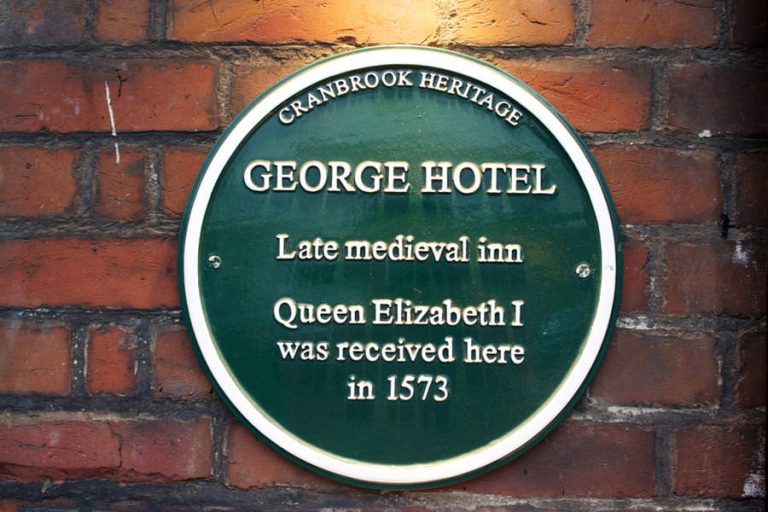 CRANBROOK HERITAGE
GEORGE HOTEL
Late medieval inn
Queen Elizabeth I
was received here
in 1573